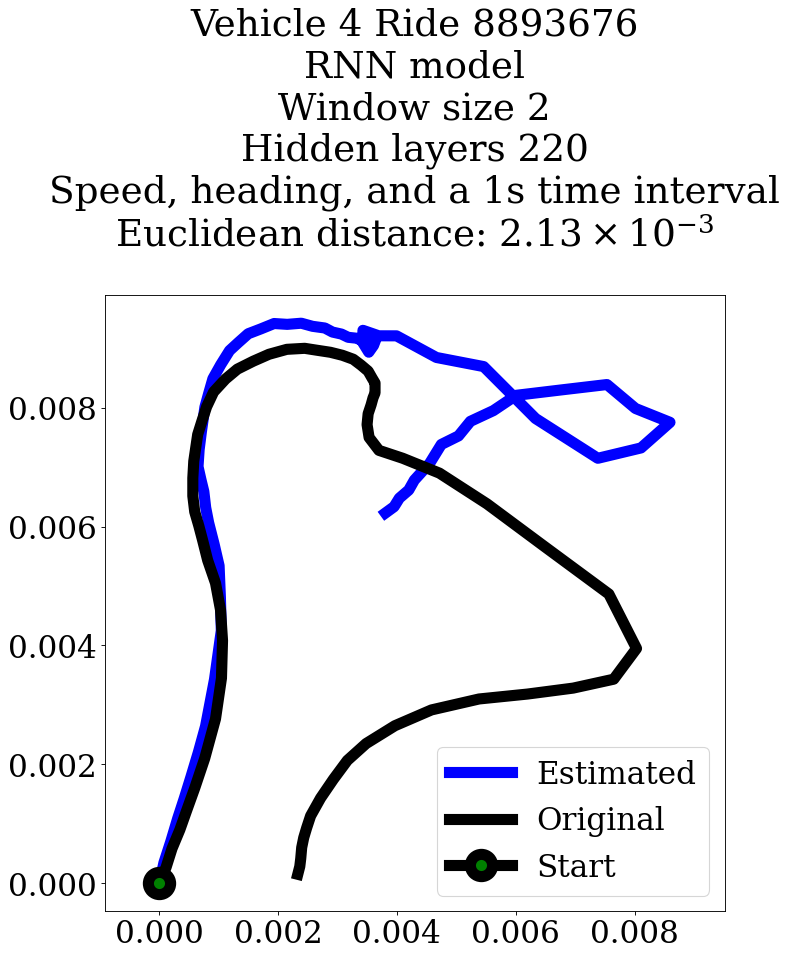 Vehicle 4 Ride 8893676
RNN model
Window size 2
Hidden layers 220
Speed, heading, and a 1s time interval
Euclidean distance: 2.13 × 10⁻³
0.008
0.006
0.004
0.002
0.000
Estimated
Original
Start
0.000 0.002 0.004 0.006 0.008